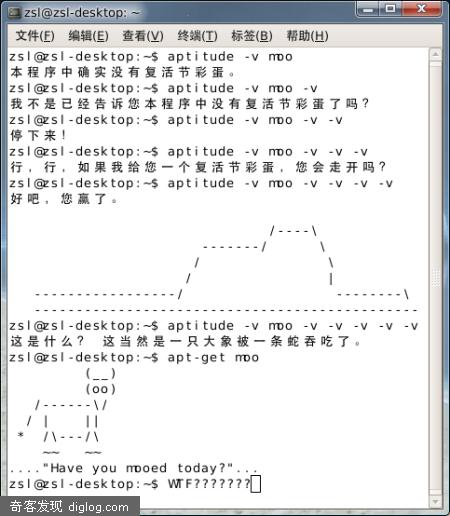 zsl@zsl-desktop: ~
文件(F) 编辑(E) 查看(V) 终端(T) 标签(B) 帮助(H)
zsl@zsl-desktop:~$ aptitude -v moo
本程序中确实没有复活节彩蛋。
zsl@zsl-desktop:~$ aptitude -v moo -v
我不是已经告诉您本程序中没有复活节彩蛋了吗?
zsl@zsl-desktop:~$ aptitude -v moo -v -v
停下来!
zsl@zsl-desktop:~$ aptitude -v moo -v -v -v
行, 行, 如果我给您一个复活节彩蛋, 您会走开吗?
zsl@zsl-desktop:~$ aptitude -v moo -v -v -v -v
好吧, 您赢了。
                               /----\
                       -------/      \
                      /               \
                     /                |
   -----------------/                  --------\
   ----------------------------------------------
zsl@zsl-desktop:~$ aptitude -v moo -v -v -v -v -v
这是什么? 这当然是一只大象被一条蛇吞吃了。
zsl@zsl-desktop:~$ apt-get moo
         (__)
         (oo)
   /------\/
  / |    ||
 *  /\---/\
    ~~   ~~
...."Have you mooed today?"...
zsl@zsl-desktop:~$ WTF???????
奇客发现 diglog.com